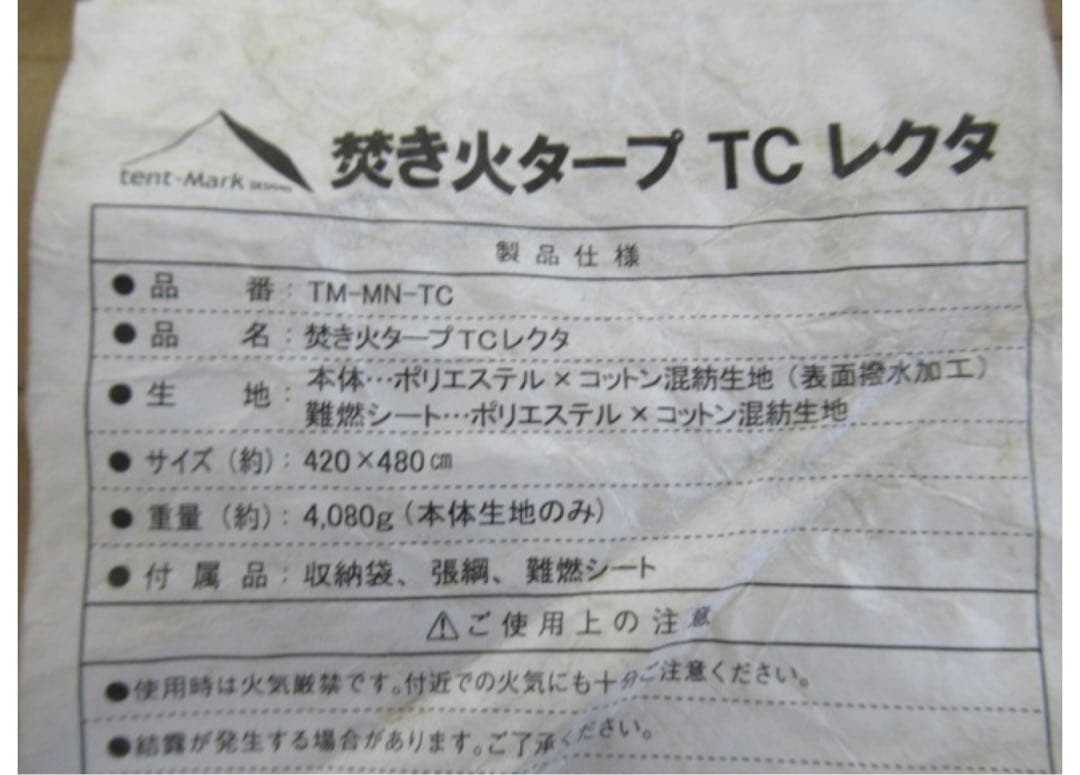 tent-Mark DESIGNS
焚き火タープ TC レクタ
製品仕様
●品　番：TM-MN-TC
●品　名：焚き火タープTCレクタ
●生　地：本体…ポリエステル×コットン混紡生地（表面撥水加工）
難燃シート…ポリエステル×コットン混紡生地
●サイズ（約）：420×480㎝
●重量（約）：4,080g（本体生地のみ）
●付属品：収納袋、張綱、難燃シート
⚠ご使用上の注意
●使用時は火気厳禁です。付近での火気にも十分ご注意ください。
●結露が発生する場合があります。ご了承ください。